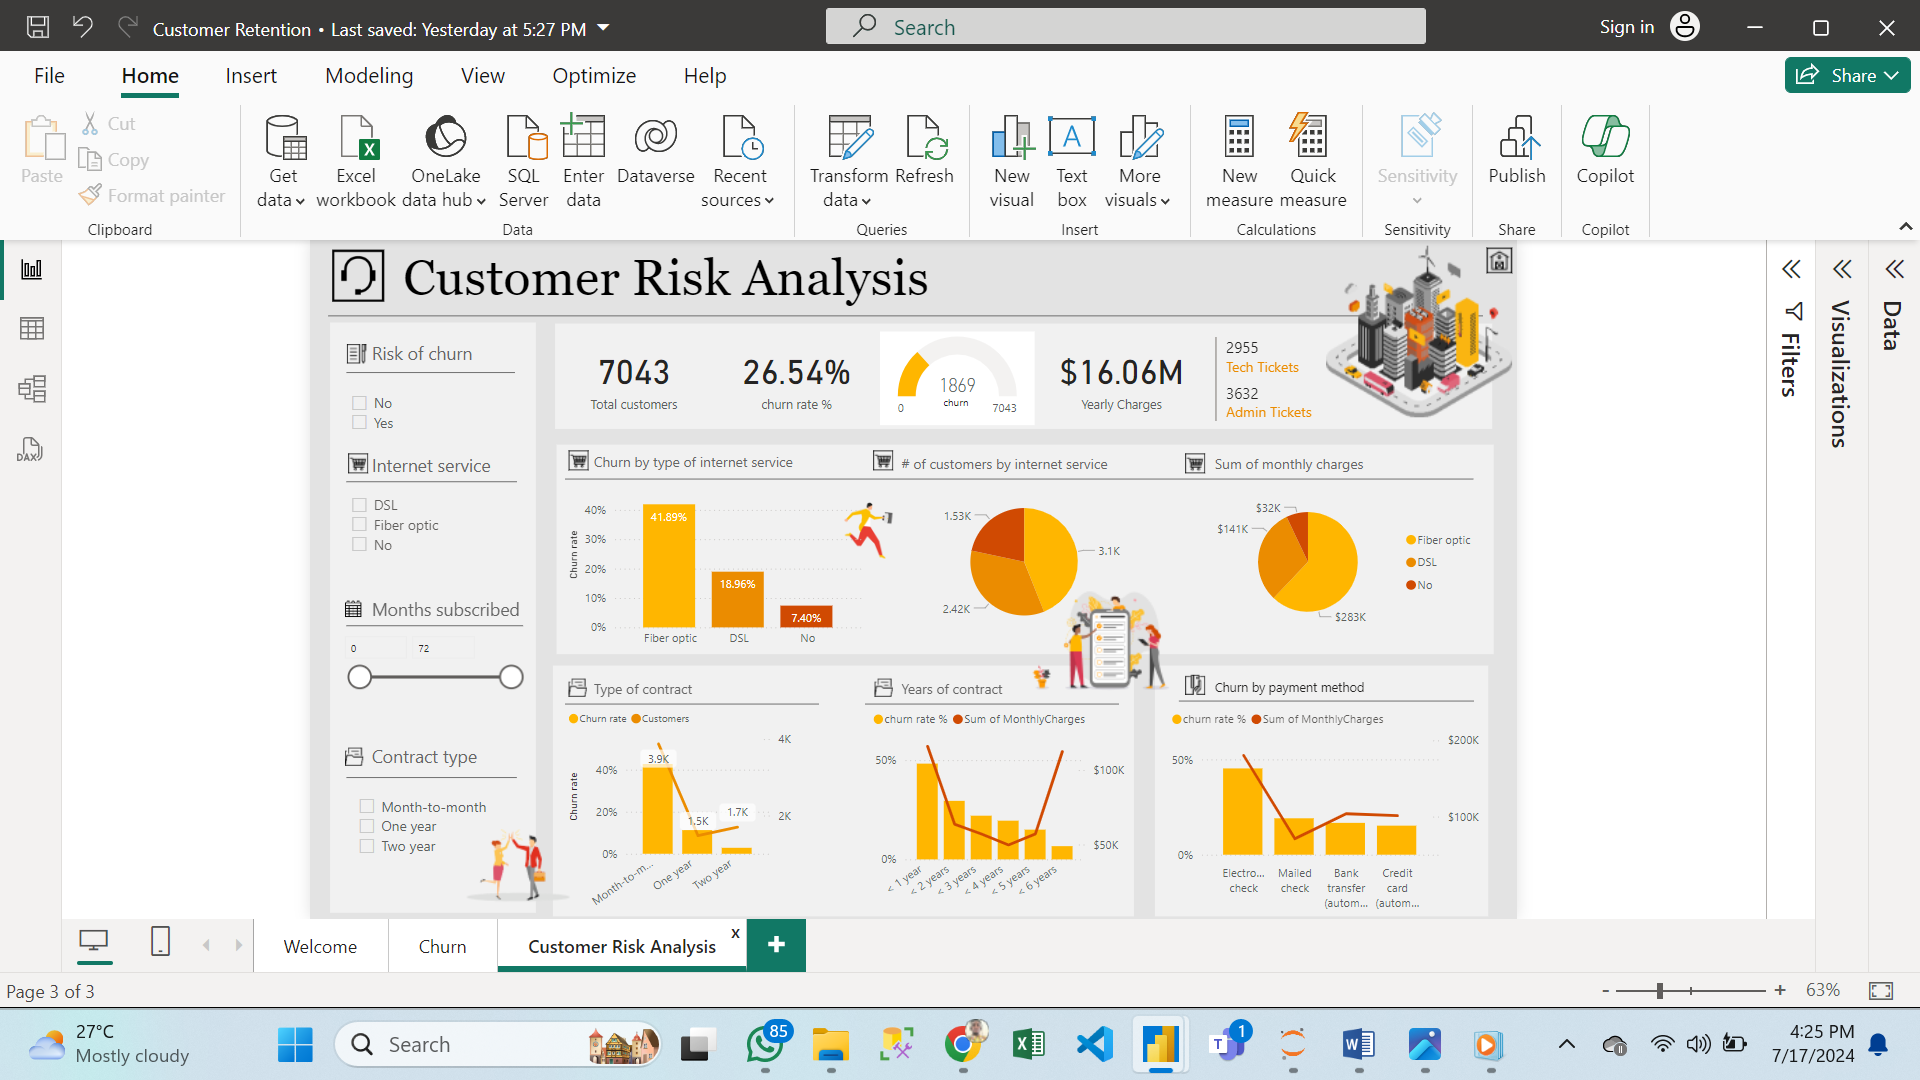 Customer Retention • Last saved: Yesterday at 5:27 PM
Search
Sign in
File
Home
Insert
Modeling
View
Optimize
Help
Share
Paste
Cut
Copy
Format painter
Clipboard
Get data
Excel workbook
OneLake data hub
SQL Server
Enter data
Dataverse
Recent sources
Data
Transform data
Refresh
Queries
New visual
Text box
More visuals
Insert
New measure
Quick measure
Calculations
Sensitivity
Sensitivity
Publish
Share
Copilot
Copilot
DAX
Customer Risk Analysis
Risk of churn
No
Yes
Internet service
DSL
Fiber optic
No
Months subscribed
0
72
Contract type
Month-to-month
One year
Two year
7043
Total customers
26.54%
churn rate %
1869
churn
0
7043
$16.06M
Yearly Charges
2955
Tech Tickets
3632
Admin Tickets
Churn by type of internet service
Churn rate
40%
30%
20%
10%
0%
41.89%
18.96%
7.40%
Fiber optic
DSL
No
# of customers by internet service
1.53K
3.1K
2.42K
Sum of monthly charges
$32K
$141K
$283K
Fiber optic
DSL
No
Type of contract
Churn rate
Customers
4K
2K
Churn rate
40%
20%
0%
3.9K
1.5K
1.7K
Month-to-m...
One year
Two year
Years of contract
churn rate %
Sum of MonthlyCharges
50%
0%
$100K
$50K
< 1 year
< 2 years
< 3 years
< 4 years
< 5 years
< 6 years
Churn by payment method
churn rate %
Sum of MonthlyCharges
50%
0%
$200K
$100K
Electro... check
Mailed check
Bank transfer (autom...
Credit card (autom...
Filters
Visualizations
Data
Welcome
Churn
Customer Risk Analysis
x
+
Page 3 of 3
-
+
63%
27°C
Mostly cloudy
Search
85
1
4:25 PM
7/17/2024